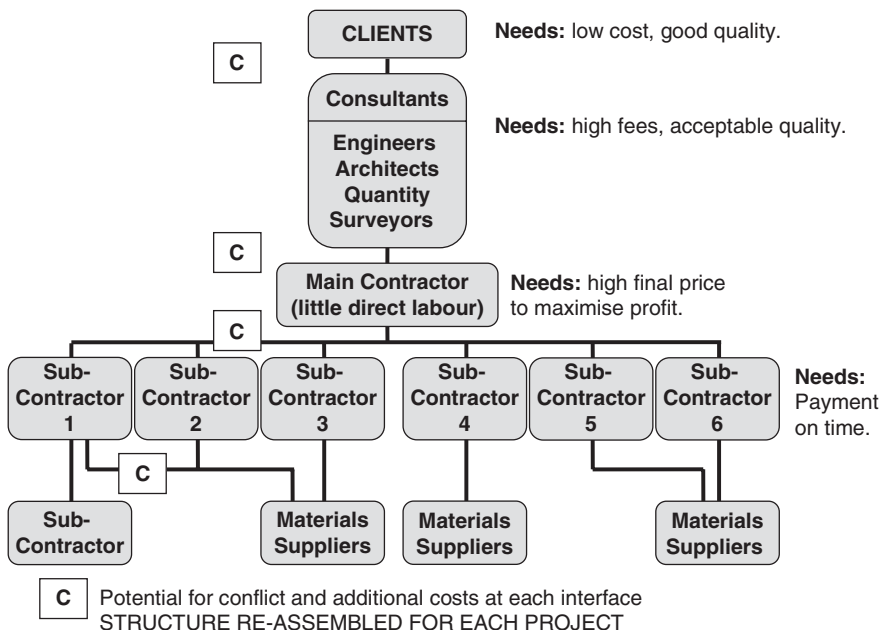 CLIENTS
Needs: low cost, good quality.
C
Consultants
Needs: high fees, acceptable quality.
Engineers
Architects
Quantity
Surveyors
C
Main Contractor
(little direct labour)
Needs: high final price
to maximise profit.
C
Sub-
Contractor
1
Sub-
Contractor
2
Sub-
Contractor
3
Sub-
Contractor
4
Sub-
Contractor
5
Sub-
Contractor
6
Needs:
Payment
on time.
C
Sub-
Contractor
Materials
Suppliers
Materials
Suppliers
Materials
Suppliers
C Potential for conflict and additional costs at each interface
STRUCTURE RE-ASSEMBLED FOR EACH PROJECT